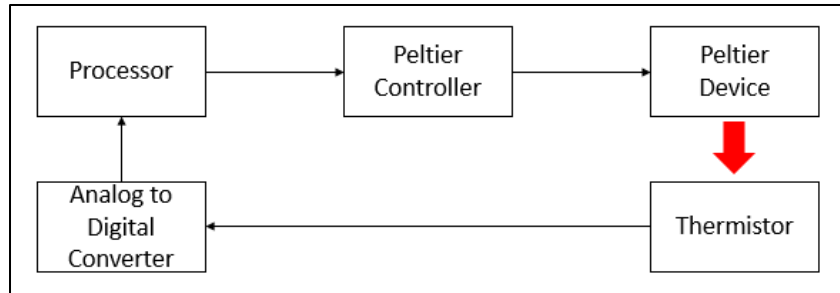 Processor
Peltier
Controller
Peltier
Device
Analog to
Digital
Converter
Thermistor